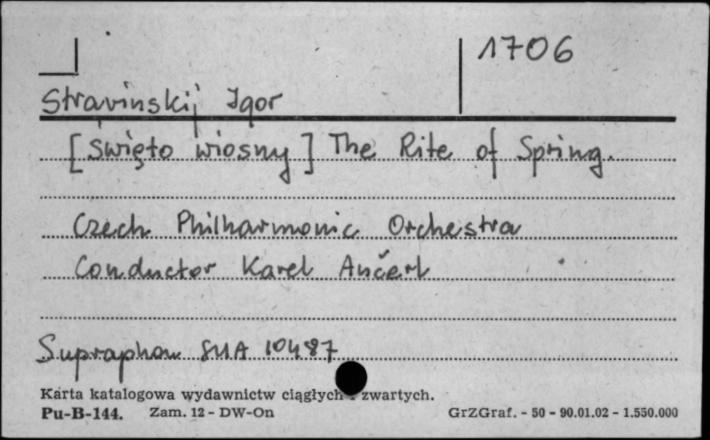 1706
Stravinskij Igor
[Święto wiosny] The Rite of Spring.
Czech Philharmonic Orchestra
Conductor Karel Ančerl
Supraphon SUA 10487
Karta katalogowa wydawnictw ciągłych i zwartych.
Pu-B-144. Zam. 12 - DW-On GrZGraf. - 50 - 90.01.02 - 1.550.000